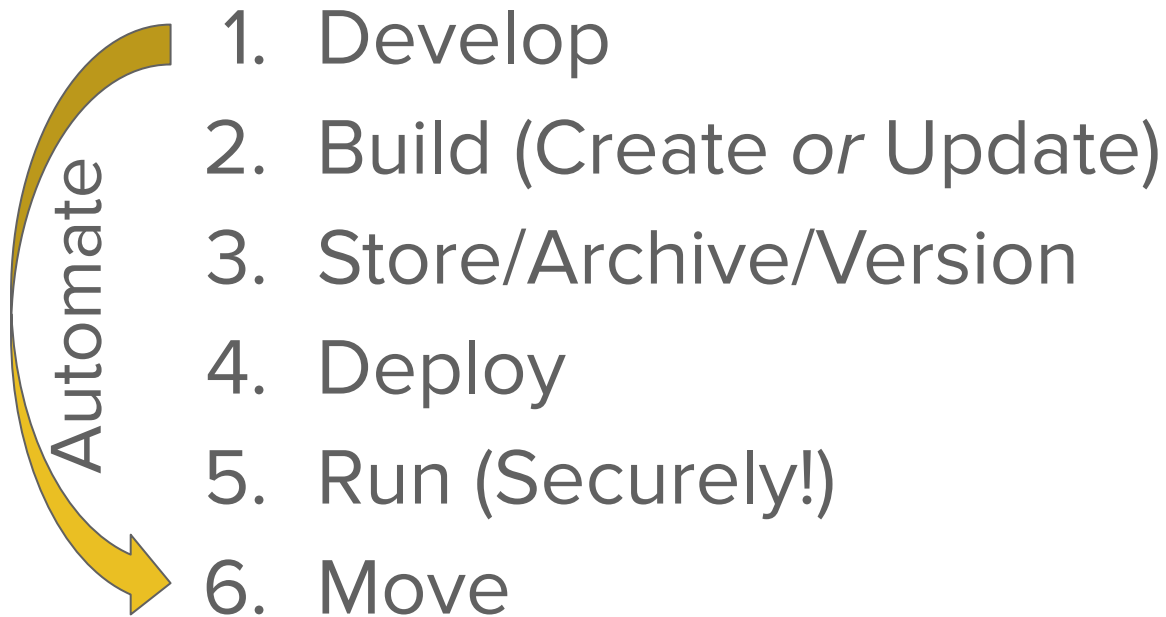 1. Develop
2. Build (Create or Update)
3. Store/Archive/Version
4. Deploy
5. Run (Securely!)
6. Move
Automate